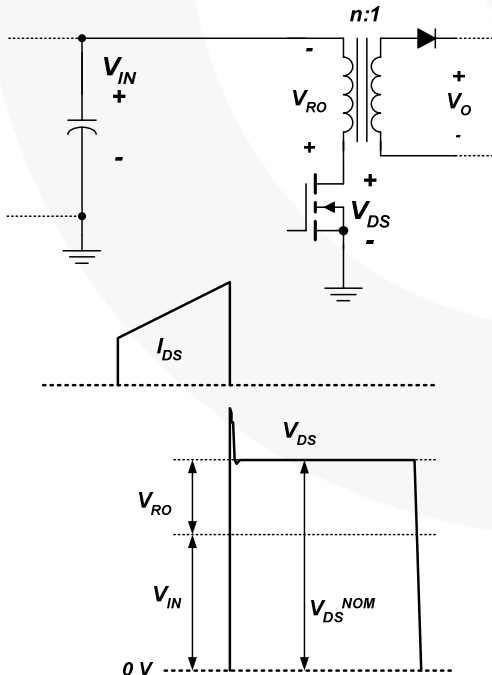 n:1
-
V_IN
+
-
V_RO
+
+
V_DS
-
+
V_O
-
I_DS
V_DS
V_RO
V_IN
V_DS^NOM
0 V